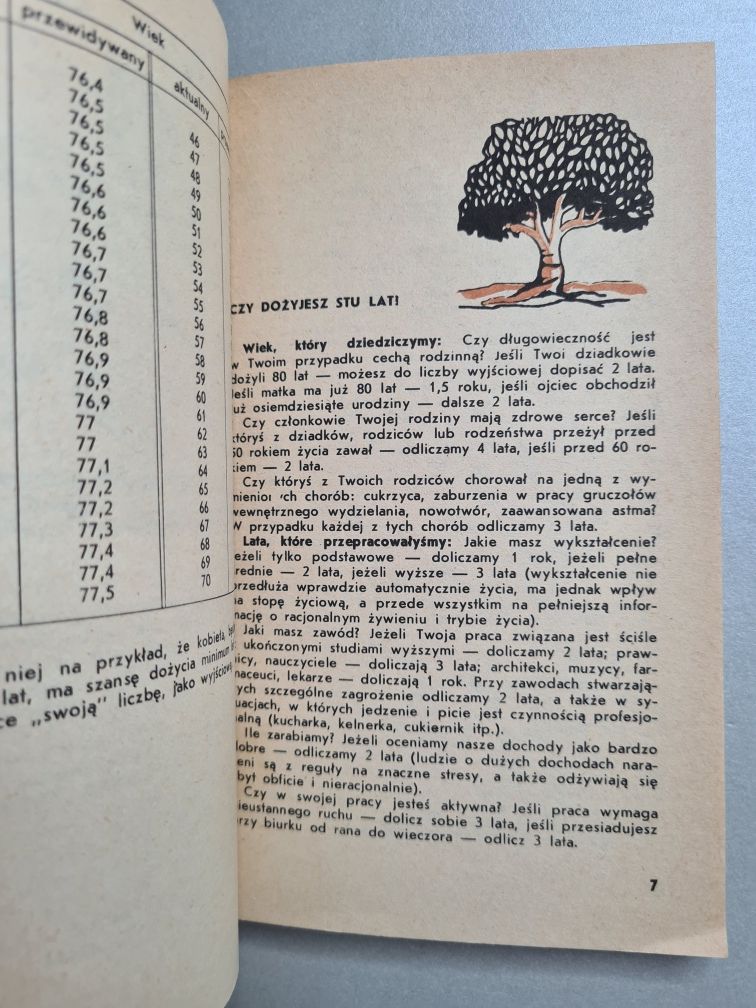 Wiek
przewidywany
aktualny
76,4
76,5
76,5
76,5
76,5
76,6
76,6
76,6
76,7
76,7
76,7
76,8
76,8
76,9
76,9
76,9
77
77
77,1
77,2
77,2
77,3
77,4
77,4
77,5
46
47
48
49
50
51
52
53
54
55
56
57
58
59
60
61
62
63
64
65
66
67
68
69
70
niej na przykład, że kobieta,
lat, ma szansę dożycia minimum
„swoją” liczbę, jako
CZY DOŻYJESZ STU LAT!
Wiek, który dziedziczymy: Czy długowieczność jest
w Twoim przypadku cechą rodzinną? Jeśli Twoi dziadkowie
dożyli 80 lat — możesz do liczby wyjściowej dopisać 2 lata.
Jeśli matka ma już 80 lat — 1,5 roku, jeśli ojciec obchodził
już osiemdziesiąte urodziny — dalsze 2 lata.
Czy członkowie Twojej rodziny mają zdrowe serce? Jeśli
któryś z dziadków, rodziców lub rodzeństwa przeżył przed
50 rokiem życia zawał — odliczamy 4 lata, jeśli przed 60 ro-
kiem — 2 lata.
Czy któryś z Twoich rodziców chorował na jedną z wy-
mienionych chorób: cukrzyca, zaburzenia w pracy gruczołów
wewnętrznego wydzielania, nowotwór, zaawansowana astma?
W przypadku każdej z tych chorób odliczamy 3 lata.
Lata, które przepracowałyśmy: Jakie masz wykształcenie?
Jeżeli tylko podstawowe — doliczamy 1 rok, jeżeli pełne
średnie — 2 lata, jeżeli wyższe — 3 lata (wykształcenie nie
przedłuża wprawdzie automatycznie życia, ma jednak wpływ
na stopę życiową, a przede wszystkim na pełniejszą infor-
mację o racjonalnym żywieniu i trybie życia).
Jaki masz zawód? Jeżeli Twoja praca związana jest ściśle
z ukończonymi studiami wyższymi — doliczamy 2 lata; praw-
nicy, nauczyciele — doliczają 3 lata; architekci, muzycy, far-
maceuci, lekarze — doliczają 1 rok. Przy zawodach stwarzają-
cych szczególne zagrożenie odliczamy 2 lata, a także w sy-
tuacjach, w których jedzenie i picie jest czynnością profesjo-
nalną (kucharka, kelnerka, cukiernik itp.).
Ile zarabiamy? Jeżeli oceniamy nasze dochody jako bardzo
dobre — odliczamy 2 lata (ludzie o dużych dochodach nara-
żeni są z reguły na znaczne stresy, a także odżywiają się
zbyt obficie i nieracjonalnie).
Czy w swojej pracy jesteś aktywna? Jeśli praca wymaga
nieustannego ruchu — dolicz sobie 3 lata, jeśli przesiadujesz
przy biurku od rana do wieczora — odlicz 3 lata.
7